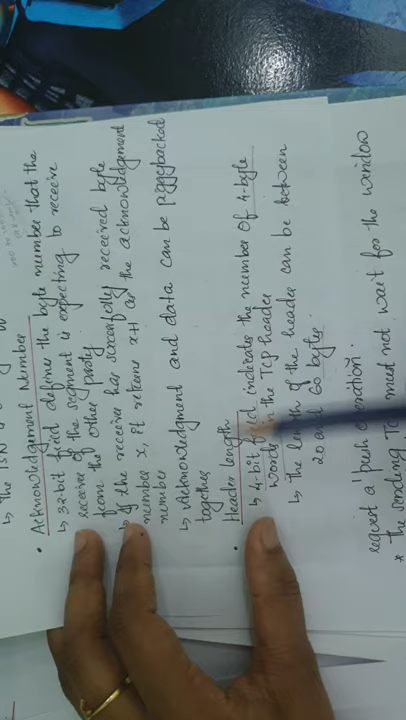 ↳ The ISN
• Acknowledgement Number
↳ 32-bit field defines the byte number that the
receiver of the segment is expecting to receive
from the other party
↳ If the receiver has successfully received byte
number x, it returns x+1 as the acknowledgement
number
↳ Acknowledgment and data can be piggybacked
together
• Header length
↳ 4-bit field indicates the number of 4-byte
words in the TCP header
↳ The length of the header can be between
20 and 60 bytes.
request a 'push' operation.
* the sending TCP must not wait for the window